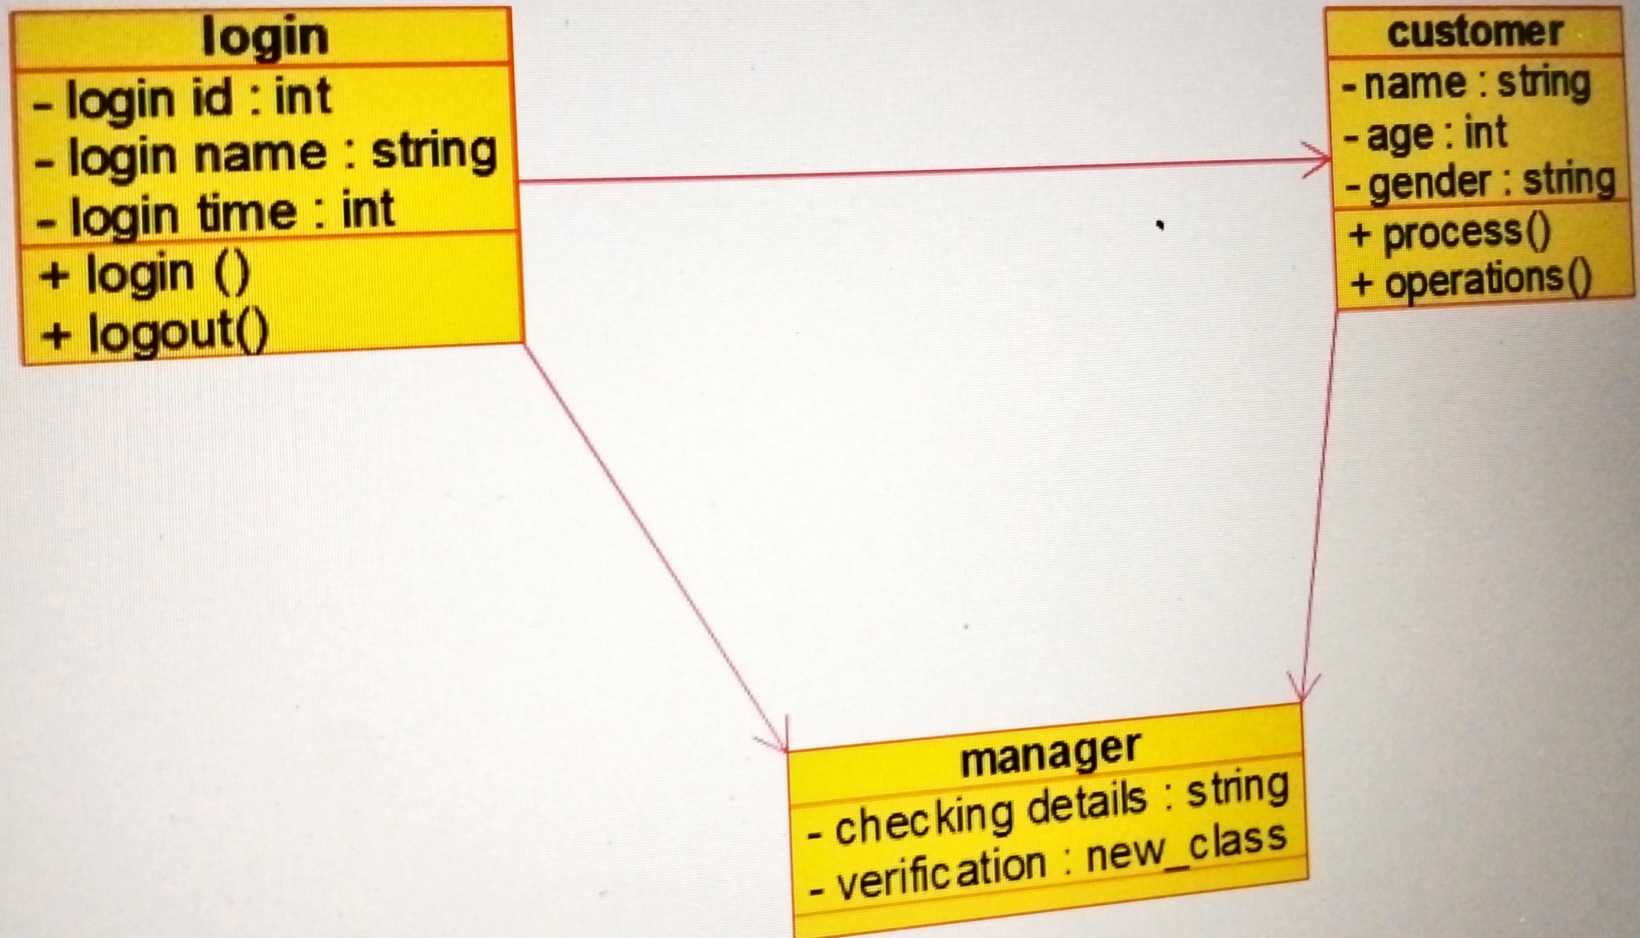 login
- login id : int
- login name : string
- login time : int
+ login ()
+ logout()
customer
- name : string
- age : int
- gender : string
+ process()
+ operations()
manager
- checking details : string
- verification : new_class